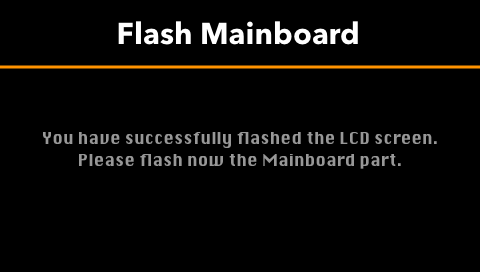 Flash Mainboard
You have successfully flashed the LCD screen.
Please flash now the Mainboard part.